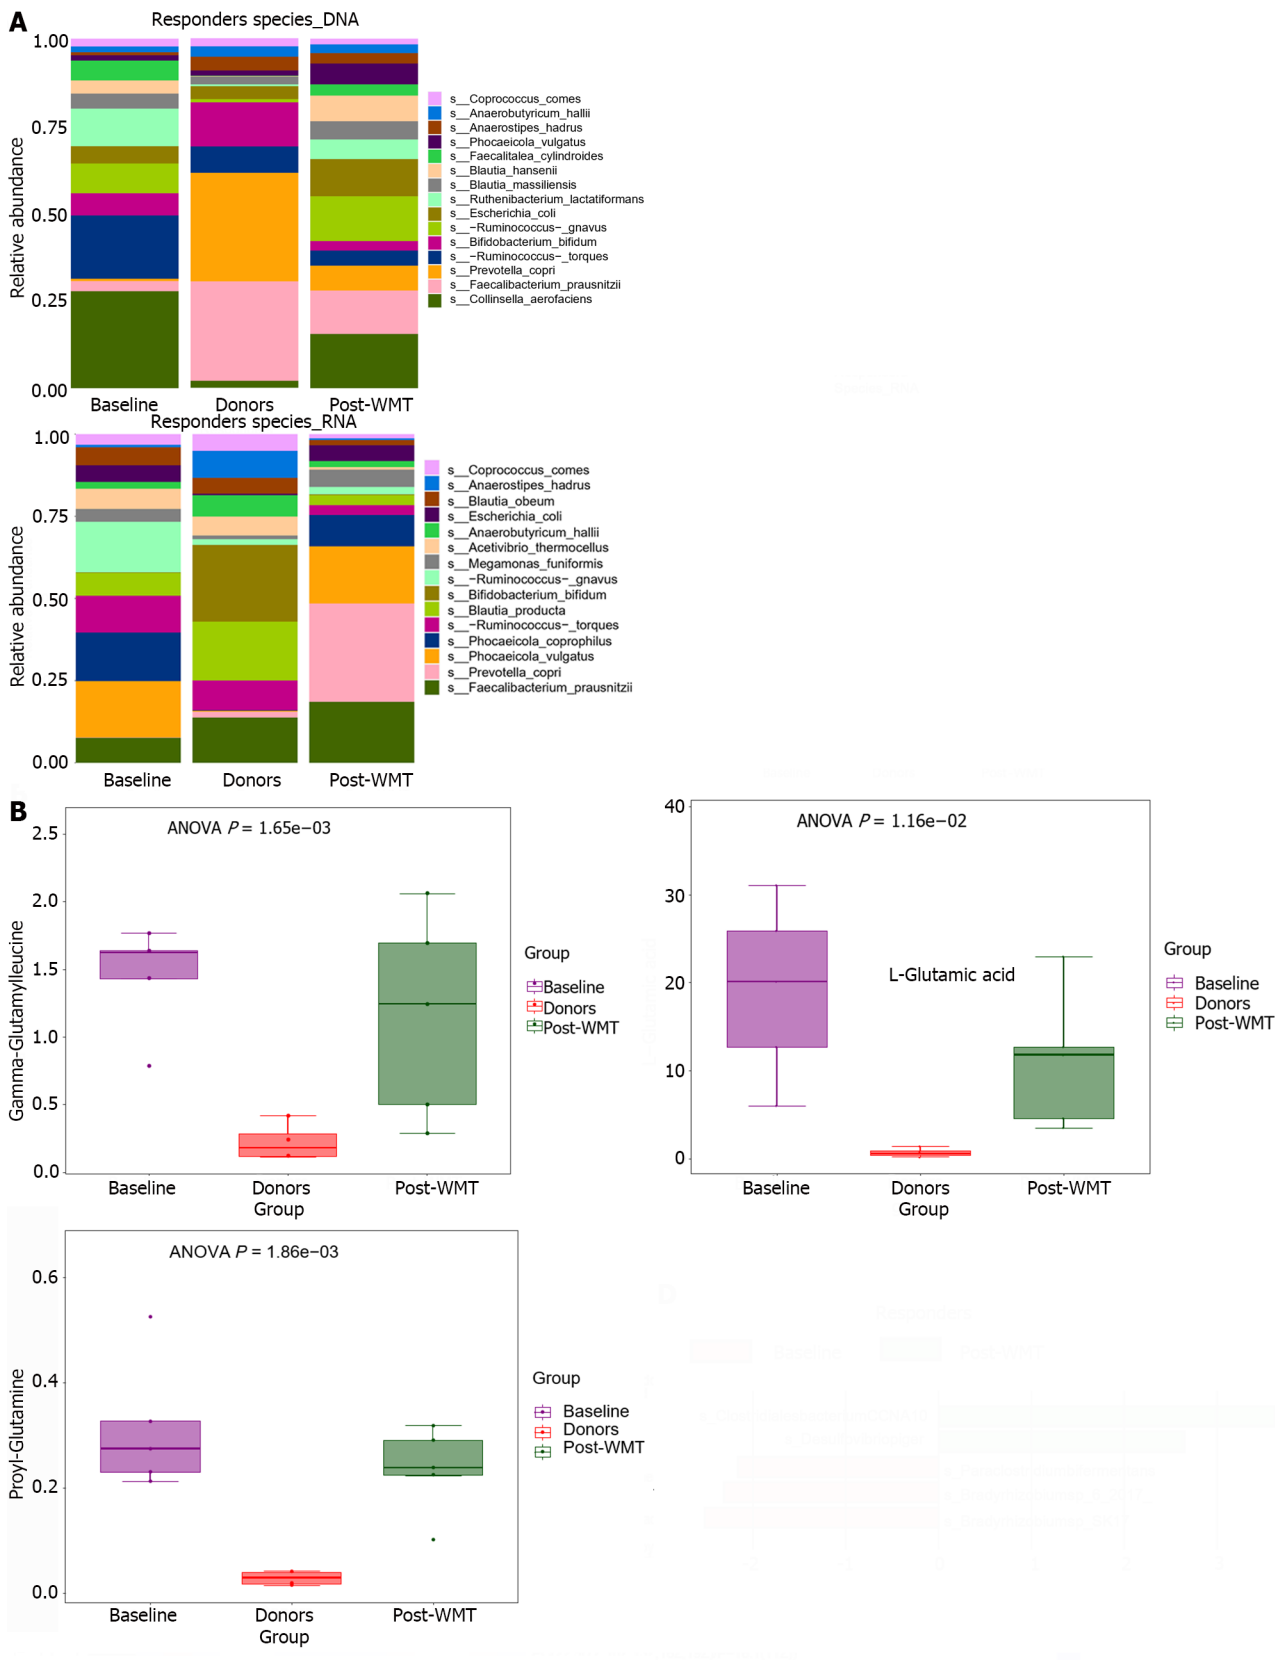 A
Responders species_DNA
Relative abundance
1.00
0.75
0.50
0.25
0.00
Baseline
Donors
Post-WMT
s__Coprococcus_comes
s__Anaerobutyricum_hallii
s__Anaerostipes_hadrus
s__Phocaeicola_vulgatus
s__Faecalitalea_cylindroides
s__Blautia_hansenii
s__Blautia_massiliensis
s__Ruthenibacterium_lactatiformans
s__Escherichia_coli
s__-Ruminococcus-_gnavus
s__Bifidobacterium_bifidum
s__-Ruminococcus-_torques
s__Prevotella_copri
s__Faecalibacterium_prausnitzii
s__Collinsella_aerofaciens
Responders species_RNA
Relative abundance
1.00
0.75
0.50
0.25
0.00
Baseline
Donors
Post-WMT
s__Coprococcus_comes
s__Anaerostipes_hadrus
s__Blautia_obeum
s__Escherichia_coli
s__Anaerobutyricum_hallii
s__Acetivibrio_thermocellus
s__Megamonas_funiformis
s__-Ruminococcus-_gnavus
s__Bifidobacterium_bifidum
s__Blautia_producta
s__-Ruminococcus-_torques
s__Phocaeicola_coprophilus
s__Phocaeicola_vulgatus
s__Prevotella_copri
s__Faecalibacterium_prausnitzii
B
ANOVA P = 1.65e−03
Gamma-Glutamylleucine
2.5
2.0
1.5
1.0
0.5
0.0
Baseline
Donors
Post-WMT
Group
Group
Baseline
Donors
Post-WMT
ANOVA P = 1.16e−02
L-Glutamic acid
40
30
20
10
0
Baseline
Donors
Post-WMT
Group
Group
Baseline
Donors
Post-WMT
ANOVA P = 1.86e−03
Proyl-Glutamine
0.6
0.4
0.2
0.0
Baseline
Donors
Post-WMT
Group
Group
Baseline
Donors
Post-WMT